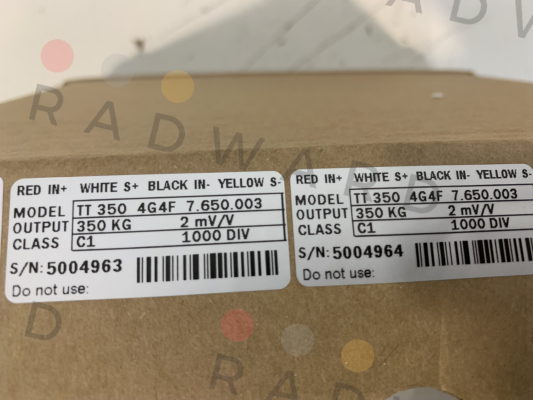 RADWARD
RED IN+ WHITE S+ BLACK IN- YELLOW S-
MODEL TT 350 4G4F 7.650.003
OUTPUT 350 KG 2 mV/V
CLASS C1 1000 DIV
S/N: 5004963
Do not use:
RED IN+ WHITE S+ BLACK IN- YELLOW S-
MODEL TT 350 4G4F 7.650.003
OUTPUT 350 KG 2 mV/V
CLASS C1 1000 DIV
S/N: 5004964
Do not use:
D
RADWAR